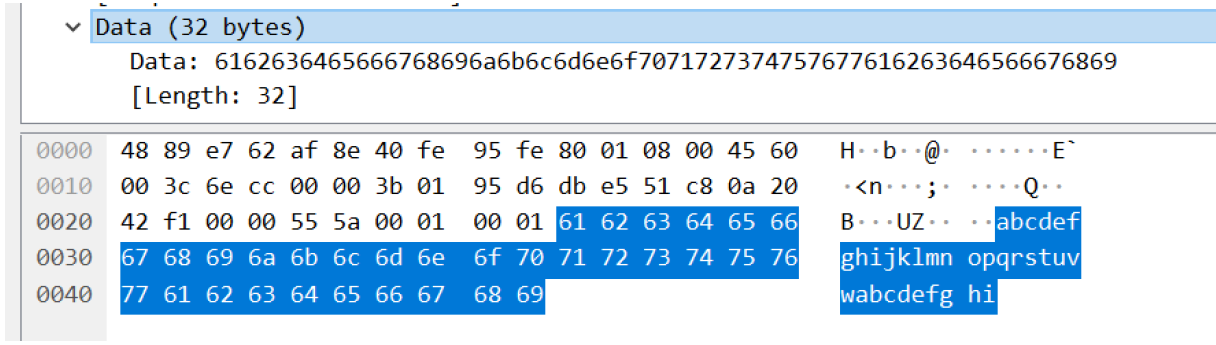 Data (32 bytes)
Data: 6162636465666768696a6b6c6d6e6f7071727374757677616263646566676869
[Length: 32]
0000 48 89 e7 62 af 8e 40 fe 95 fe 80 01 08 00 45 60 H··b··@· ······E`
0010 00 3c 6e cc 00 00 3b 01 95 d6 db e5 51 c8 0a 20 ·<n···;· ····Q··
0020 42 f1 00 00 55 5a 00 01 00 01 61 62 63 64 65 66 B···UZ·· ··abcdef
0030 67 68 69 6a 6b 6c 6d 6e 6f 70 71 72 73 74 75 76 ghijklmn opqrstuv
0040 77 61 62 63 64 65 66 67 68 69 wabcdefg hi